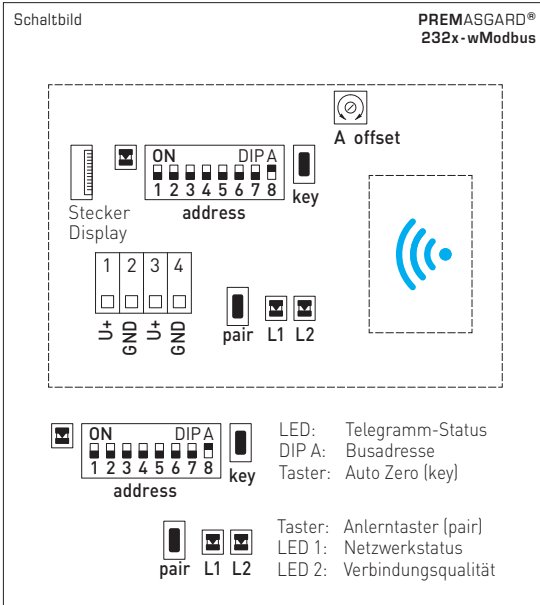 Schaltbild
PREMASGARD®
232x-wModbus
A offset
ON DIP A
1 2 3 4 5 6 7 8
address
key
Stecker
Display
1 2 3 4
U+ GND U+ GND
pair L1 L2
ON DIP A
1 2 3 4 5 6 7 8
address
key
LED: Telegramm-Status
DIP A: Busadresse
Taster: Auto Zero (key)
pair L1 L2
Taster: Anlerntaster (pair)
LED 1: Netzwerkstatus
LED 2: Verbindungsqualität